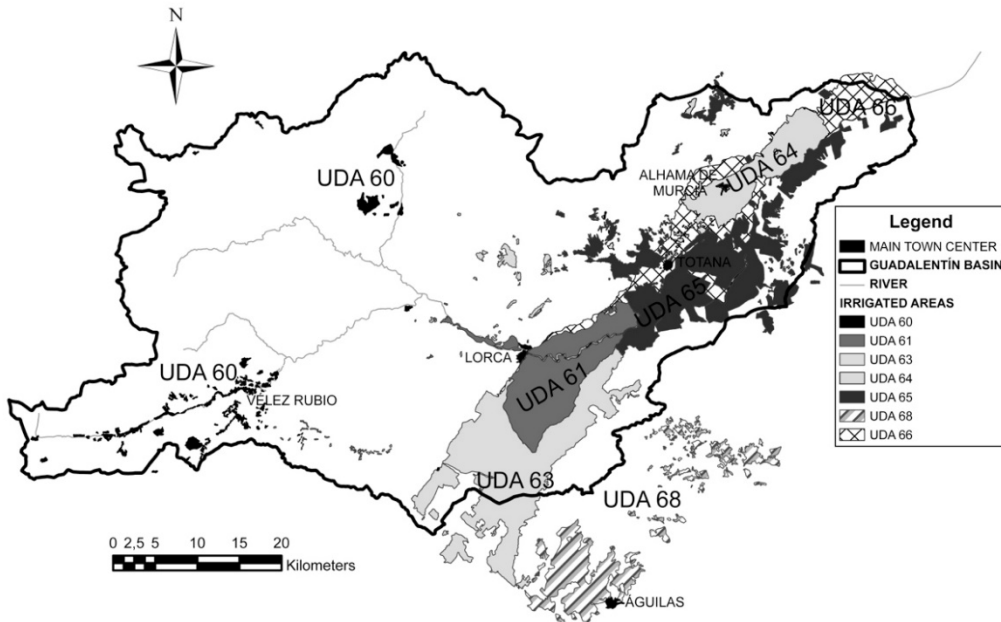 N
UDA 66
UDA 60
ALHAMA DE
MURCIA
UDA 64
TOTANA
UDA 65
LORCA
UDA 60
VÉLEZ RUBIO
UDA 61
UDA 63
UDA 68
ÁGUILAS
0 2,5 5 10 15 20
Kilometers
Legend
MAIN TOWN CENTER
GUADALENTÍN BASIN
RIVER
IRRIGATED AREAS
UDA 60
UDA 61
UDA 63
UDA 64
UDA 65
UDA 68
UDA 66